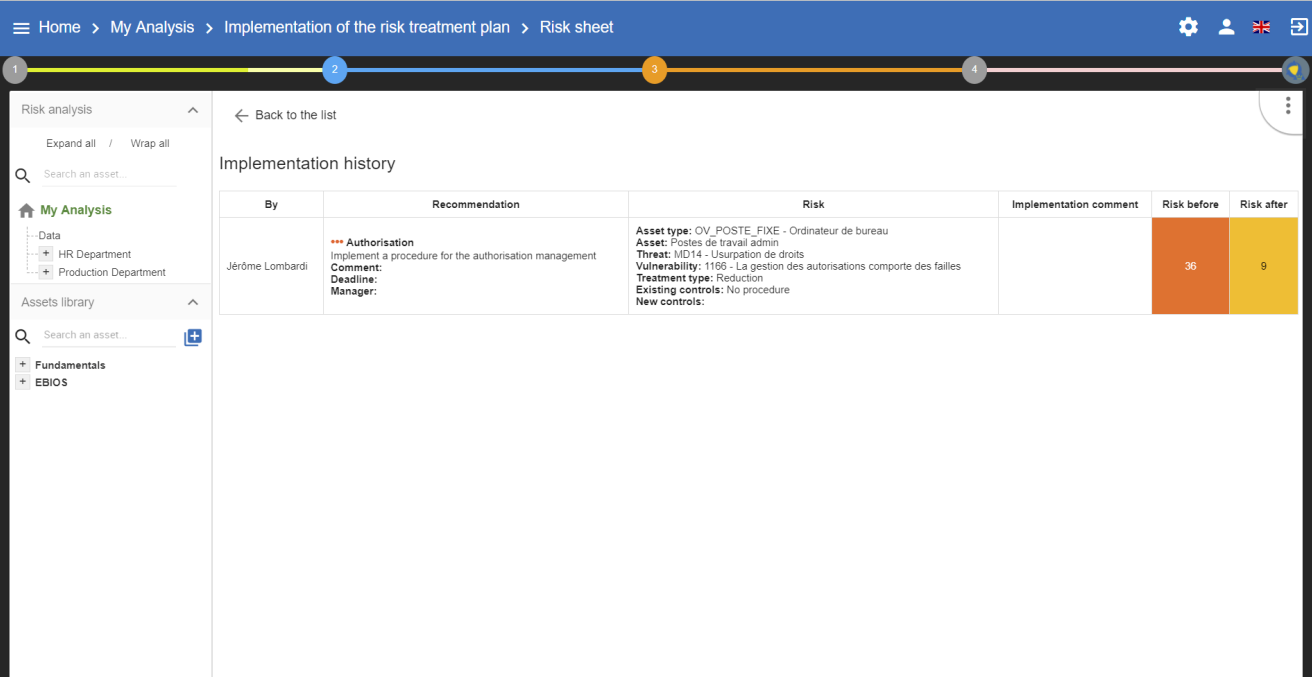 Home > My Analysis > Implementation of the risk treatment plan > Risk sheet
1 2 3 4
Risk analysis
Expand all / Wrap all
Search an asset...
My Analysis
Data
+ HR Department
+ Production Department
Assets library
Search an asset...
+ Fundamentals
+ EBIOS
Back to the list
Implementation history
By Recommendation Risk Implementation comment Risk before Risk after
Jérôme Lombardi
Authorisation
Implement a procedure for the authorisation management
Comment:
Deadline:
Manager:
Asset type: OV_POSTE_FIXE - Ordinateur de bureau
Asset: Postes de travail admin
Threat: MD14 - Usurpation de droits
Vulnerability: 1166 - La gestion des autorisations comporte des failles
Treatment type: Reduction
Existing controls: No procedure
New controls:
36
9